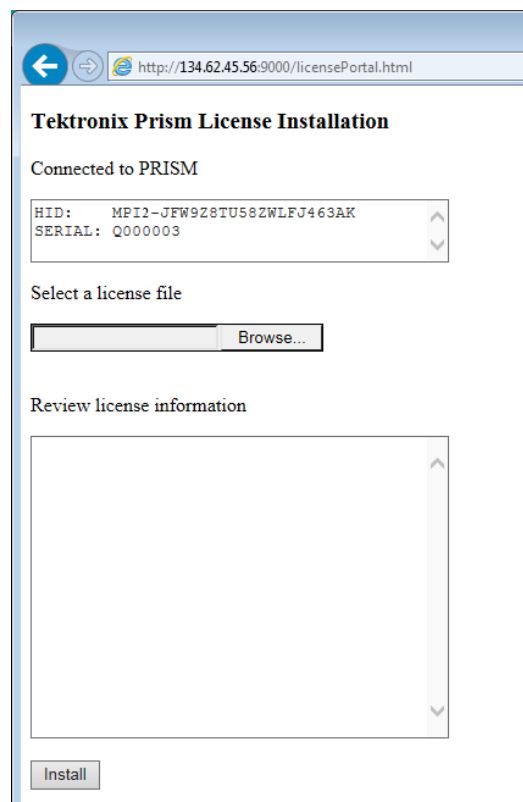 http://134.62.45.56:9000/licensePortal.html
Tektronix Prism License Installation
Connected to PRISM
HID:    MPI2-JFW9Z8TU58ZWLFJ463AK
SERIAL: Q000003
Select a license file
Browse...
Review license information
Install